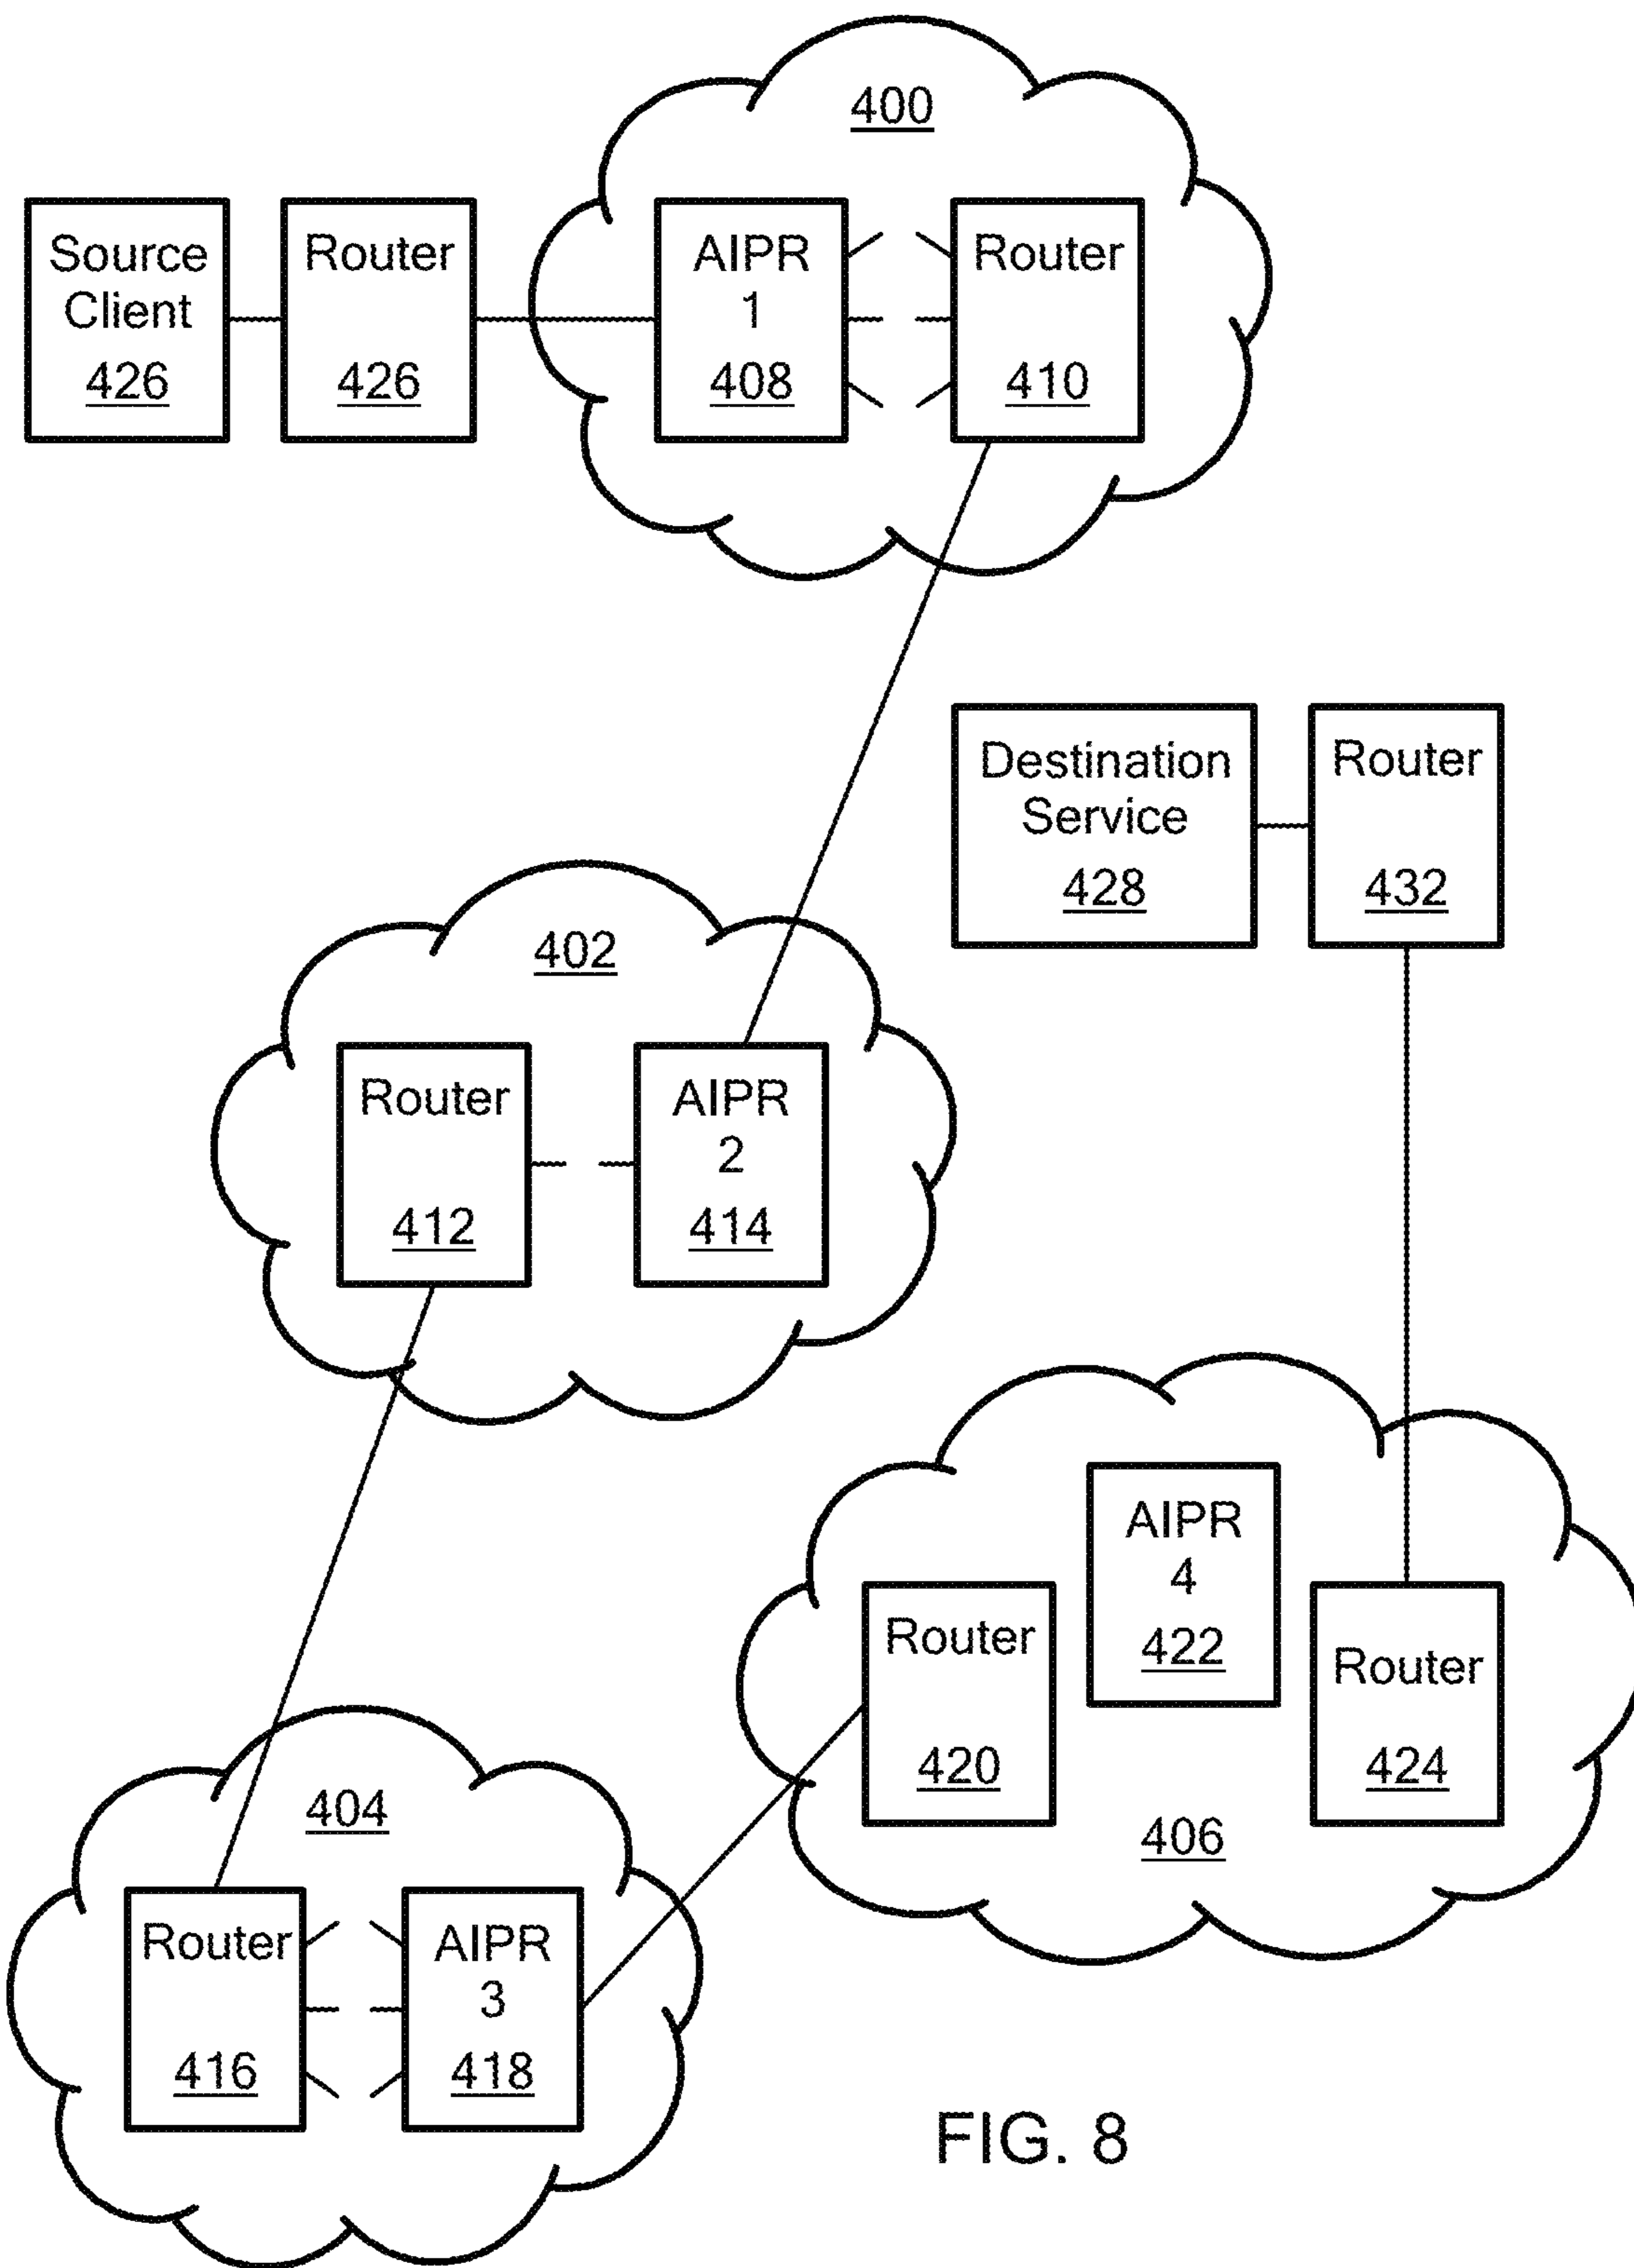 400
Source
Client
426
Router
426
AIPR
1
408
Router
410
Destination
Service
428
Router
432
402
Router
412
AIPR
2
414
AIPR
4
422
Router
420
Router
424
406
404
Router
416
AIPR
3
418
FIG. 8